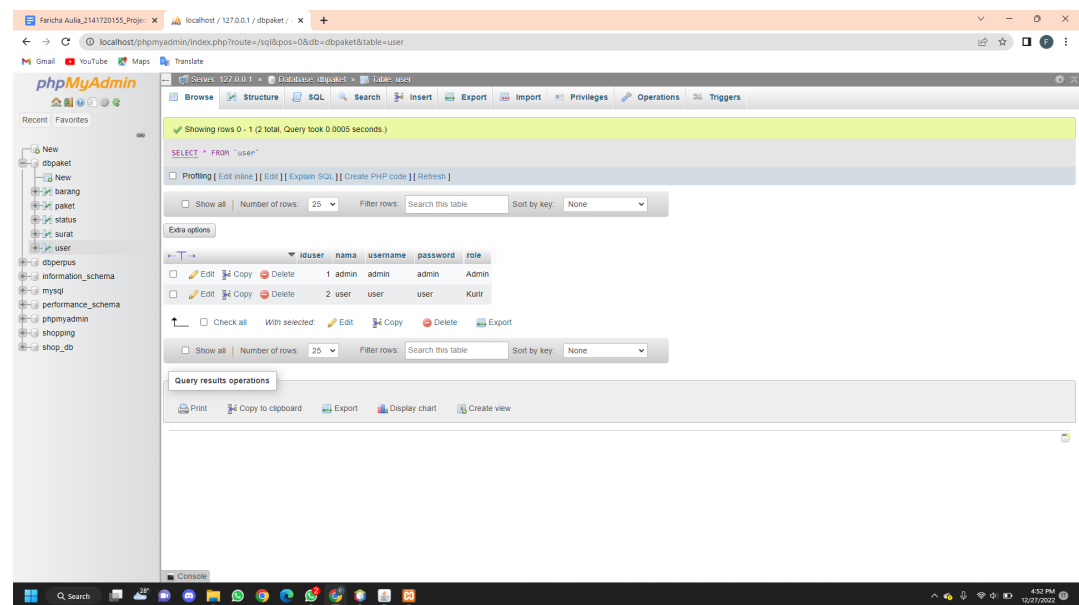 Faricha Aulia_2141720155_Projec
localhost / 127.0.0.1 / dbpaket /
localhost/phpmyadmin/index.php?route=/sql&pos=0&db=dbpaket&table=user
Gmail YouTube Maps Translate
phpMyAdmin
Recent Favorites
New
dbpaket
New
barang
paket
status
surat
user
dbperpus
information_schema
mysql
performance_schema
phpmyadmin
shopping
shop_db
Server: 127.0.0.1 » Database: dbpaket » Table: user
Browse Structure SQL Search Insert Export Import Privileges Operations Triggers
Showing rows 0 - 1 (2 total, Query took 0.0005 seconds.)
SELECT * FROM `user`
Profiling [ Edit inline ] [ Edit ] [ Explain SQL ] [ Create PHP code ] [ Refresh ]
Show all | Number of rows: 25 Filter rows: Search this table Sort by key: None
Extra options
←T→ iduser nama username password role
Edit Copy Delete 1 admin admin admin Admin
Edit Copy Delete 2 user user user Kurir
Check all With selected: Edit Copy Delete Export
Show all | Number of rows: 25 Filter rows: Search this table Sort by key: None
Query results operations
Print Copy to clipboard Export Display chart Create view
Console
Search
28°
4:52 PM
12/27/2022